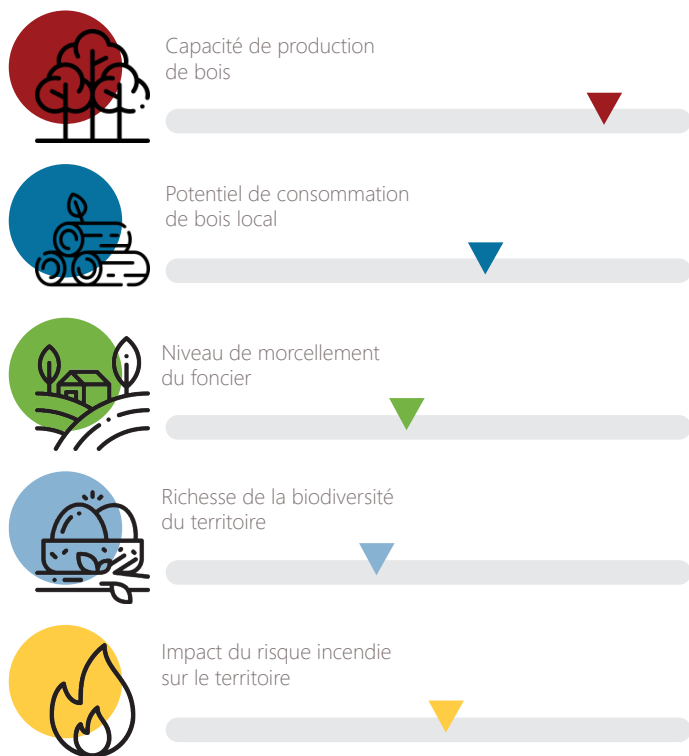 Capacité de production
de bois
Potentiel de consommation
de bois local
Niveau de morcellement
du foncier
Richesse de la biodiversité
du territoire
Impact du risque incendie
sur le territoire